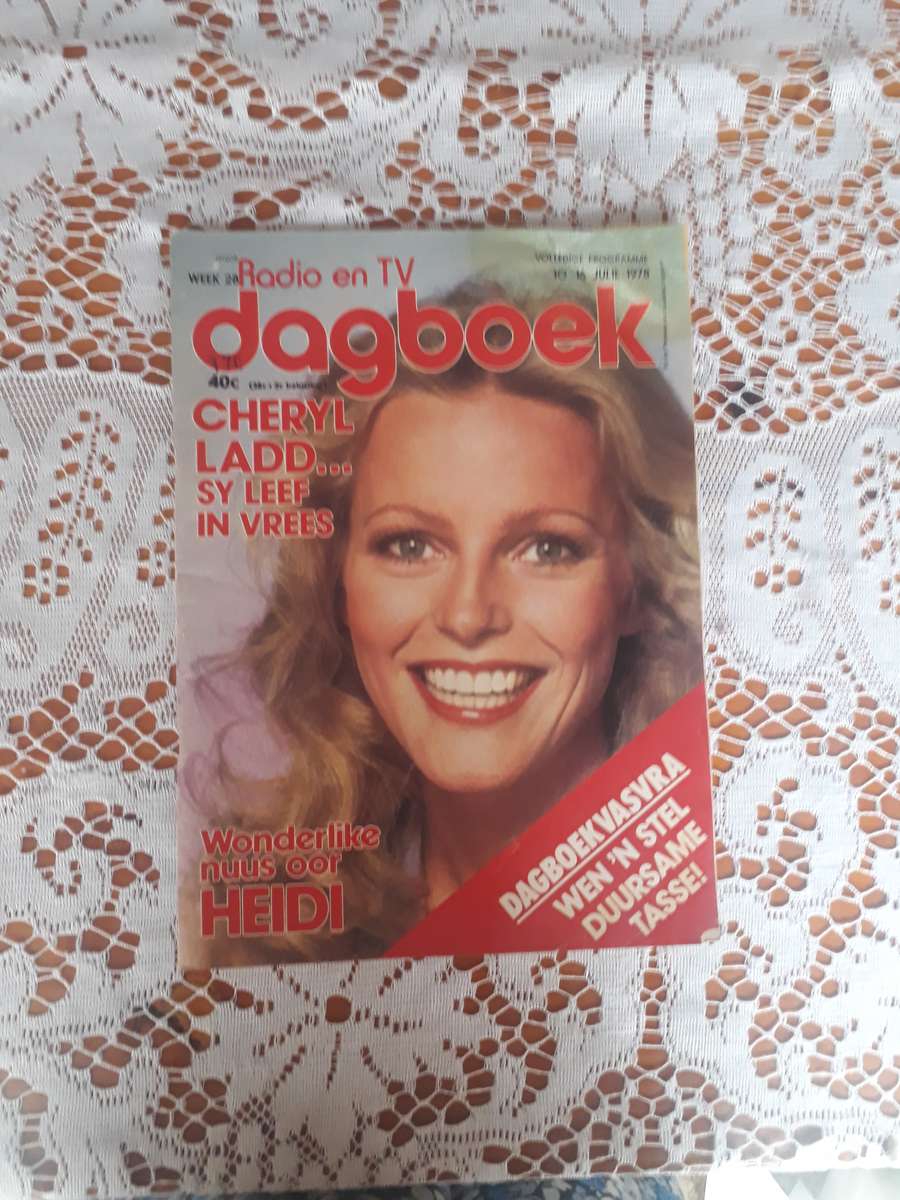 WEEK 28
Radio en TV
VOLLEDIGE PROGRAMME
10-16 JULIE 1978
dagboek
40c
CHERYL
LADD...
SY LEEF
IN VREES
Wonderlike
nuus oor
HEIDI
DAGBOEKVASVRA
WEN 'N STEL
DUURSAME
TASSE!